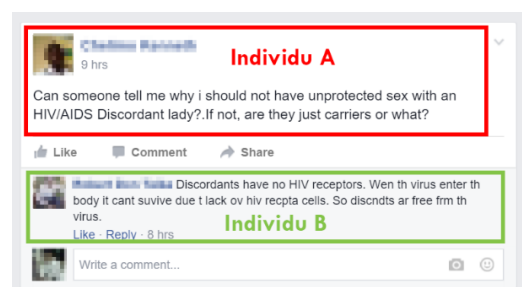 Individu A
9 hrs
Can someone tell me why i should not have unprotected sex with an
HIV/AIDS Discordant lady?.If not, are they just carriers or what?
Like Comment Share
Discordants have no HIV receptors. Wen th virus enter th
body it cant suvive due t lack ov hiv recpta cells. So discndts ar free frm th
virus.
Individu B
Like · Reply · 8 hrs
Write a comment...